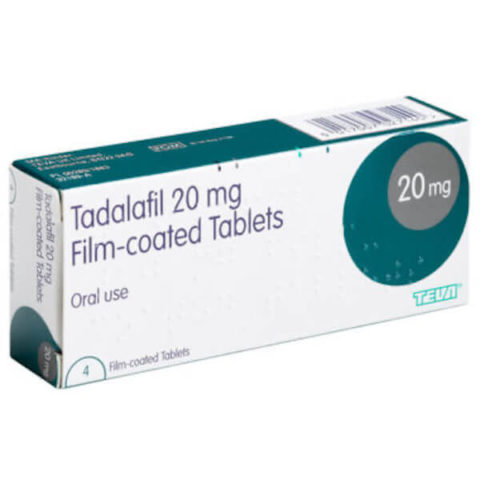 POM
Tadalafil 20 mg
Film-coated Tablets
Oral use
4
Film-coated Tablets
20 mg
TEVA
Tadalafil 20 mg
Film-coated Tablets
20 mg